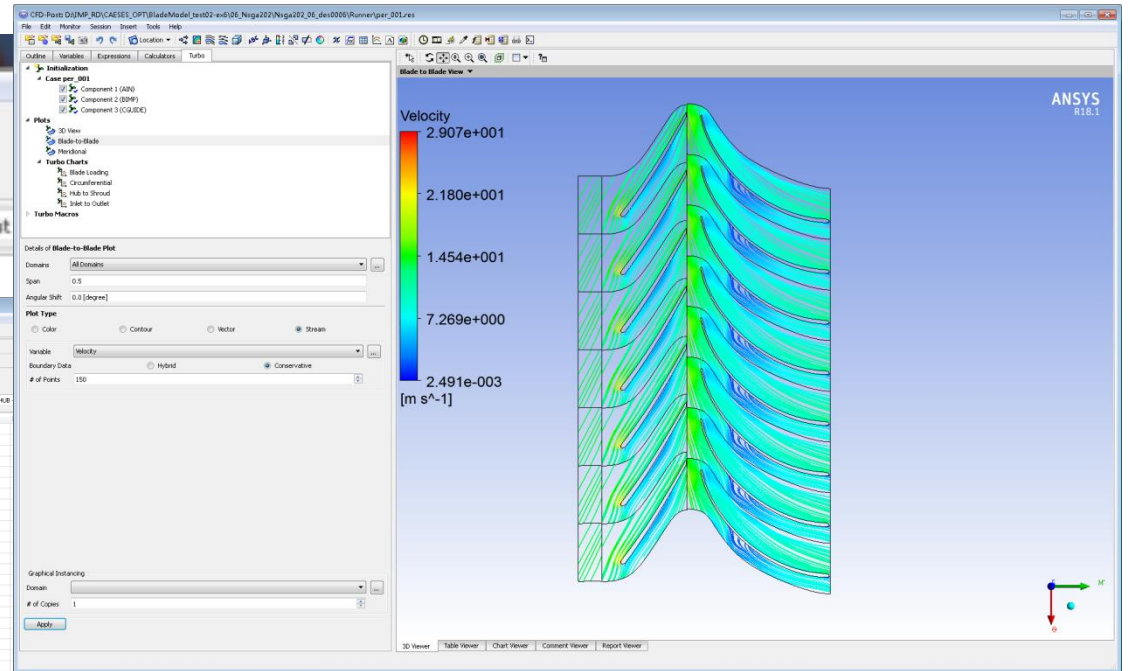 CFD-Post: D:\IMP_RD\CAESES_OPT\BladeModel_test02-ex6\06_Nsga202\Nsga202_06_des0006\Runner\per_001.res
File Edit Monitor Session Insert Tools Help
Location
Outline Variables Expressions Calculators Turbo
Initialization
Case per_001
Component 1 (AIN)
Component 2 (BIMP)
Component 3 (CGUIDE)
Plots
3D View
Blade-to-Blade
Meridional
Turbo Charts
Blade Loading
Circumferential
Hub to Shroud
Inlet to Outlet
Turbo Macros
Details of Blade-to-Blade Plot
Domains All Domains ...
Span 0.5
Angular Shift 0.0 [degree]
Plot Type
Color Contour Vector Stream
Variable Velocity ...
Boundary Data Hybrid Conservative
# of Points 150
Graphical Instancing
Domain ...
# of Copies 1
Apply
Blade to Blade View
ANSYS
R18.1
Velocity
2.907e+001
2.180e+001
1.454e+001
7.269e+000
2.491e-003
[m s^-1]
M'
Θ
3D Viewer Table Viewer Chart Viewer Comment Viewer Report Viewer